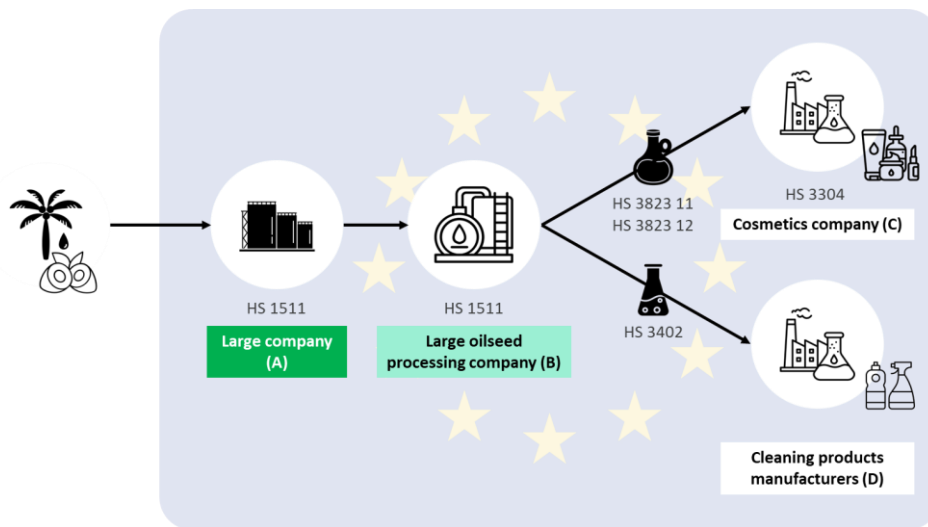 HS 1511
Large company
(A)
HS 1511
Large oilseed
processing company (B)
HS 3823 11
HS 3823 12
HS 3402
HS 3304
Cosmetics company (C)
Cleaning products
manufacturers (D)